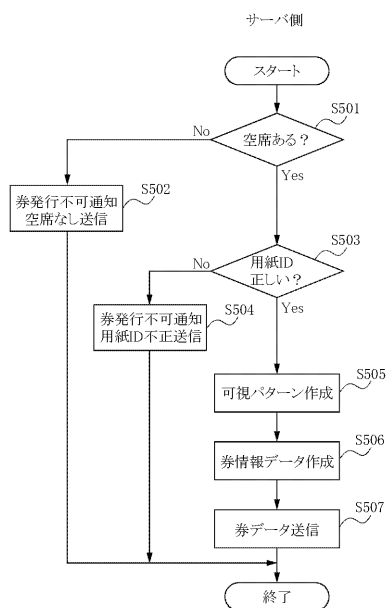 サーバ側
スタート
S501
空席ある？
No
Yes
S502
券発行不可通知
空席なし送信
S503
用紙ID
正しい？
No
Yes
S504
券発行不可通知
用紙ID不正送信
S505
可視パターン作成
S506
券情報データ作成
S507
券データ送信
終了